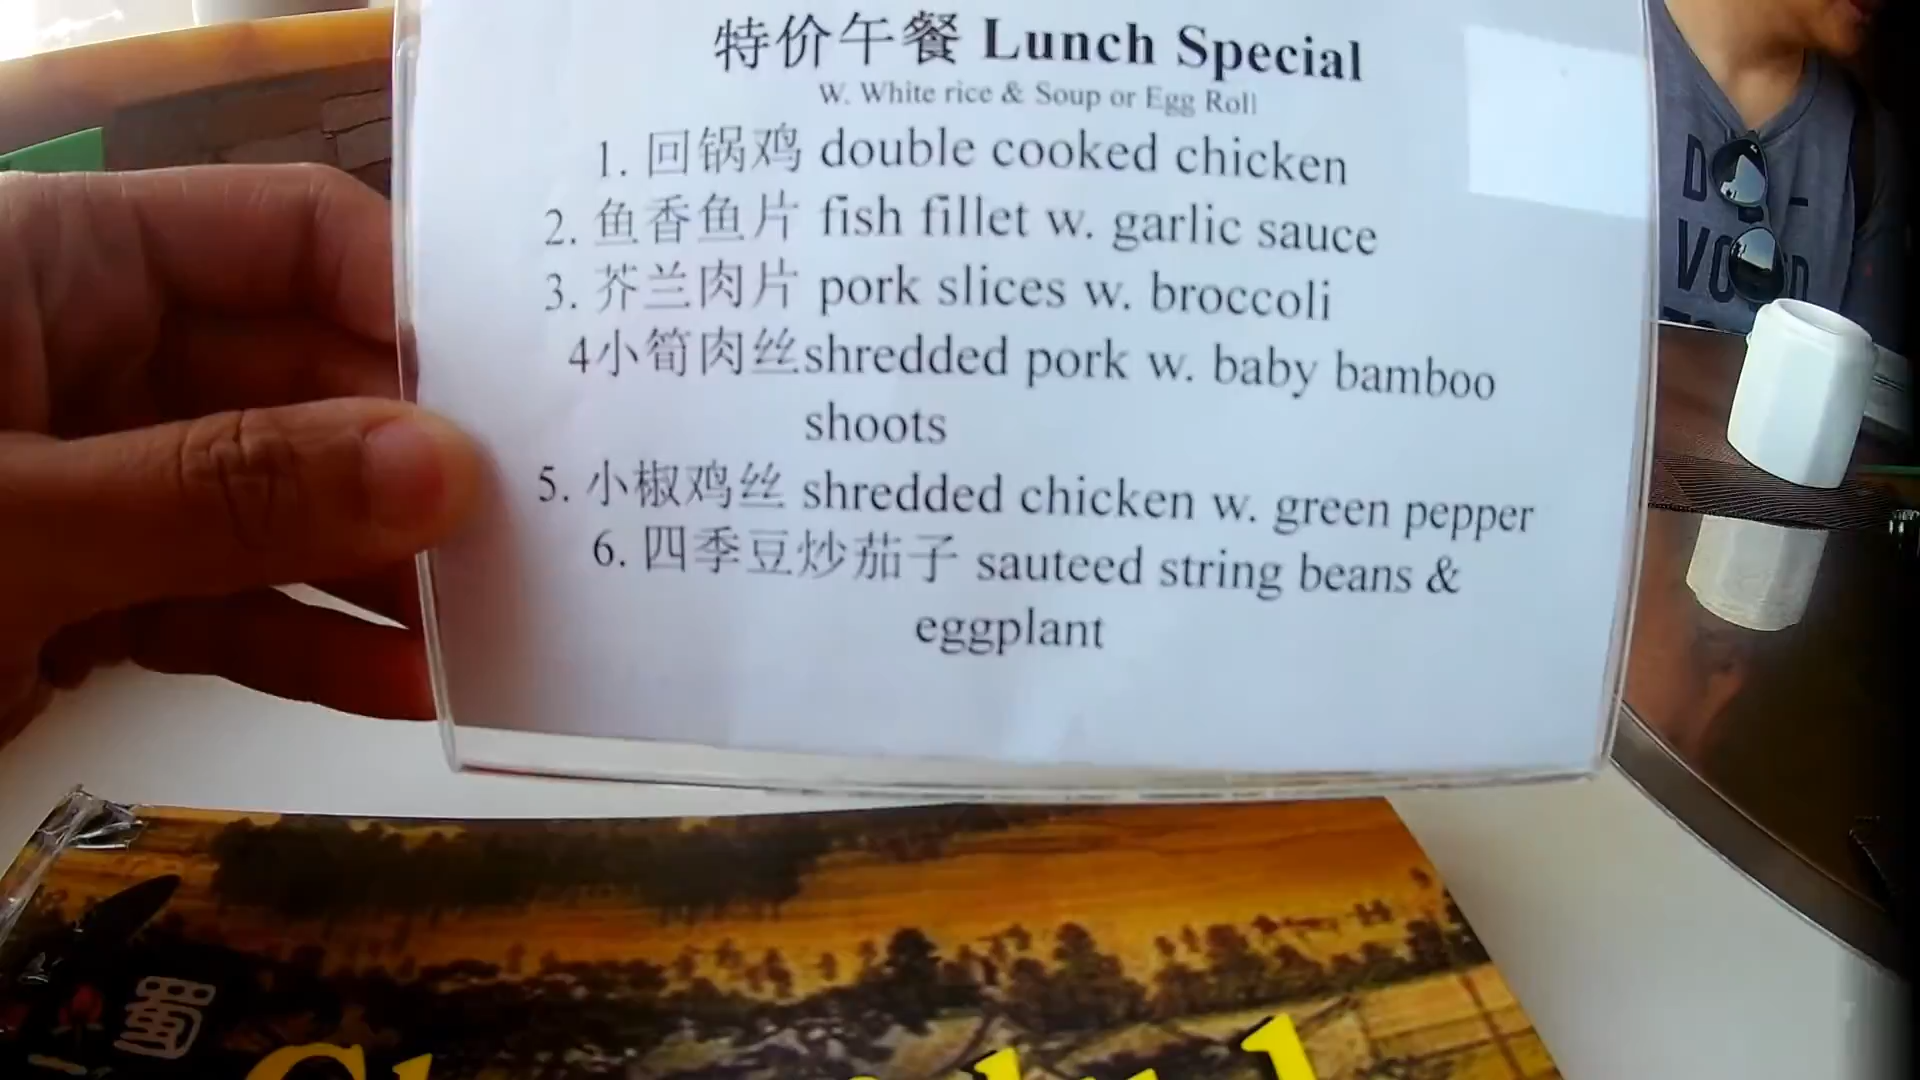 特价午餐 Lunch Special
W. White rice & Soup or Egg Roll
1. 回锅鸡 double cooked chicken
2. 鱼香鱼片 fish fillet w. garlic sauce
3. 芥兰肉片 pork slices w. broccoli
4小筍肉丝shredded pork w. baby bamboo
shoots
5. 小椒鸡丝 shredded chicken w. green pepper
6. 四季豆炒茄子 sauteed string beans &
eggplant
蜀